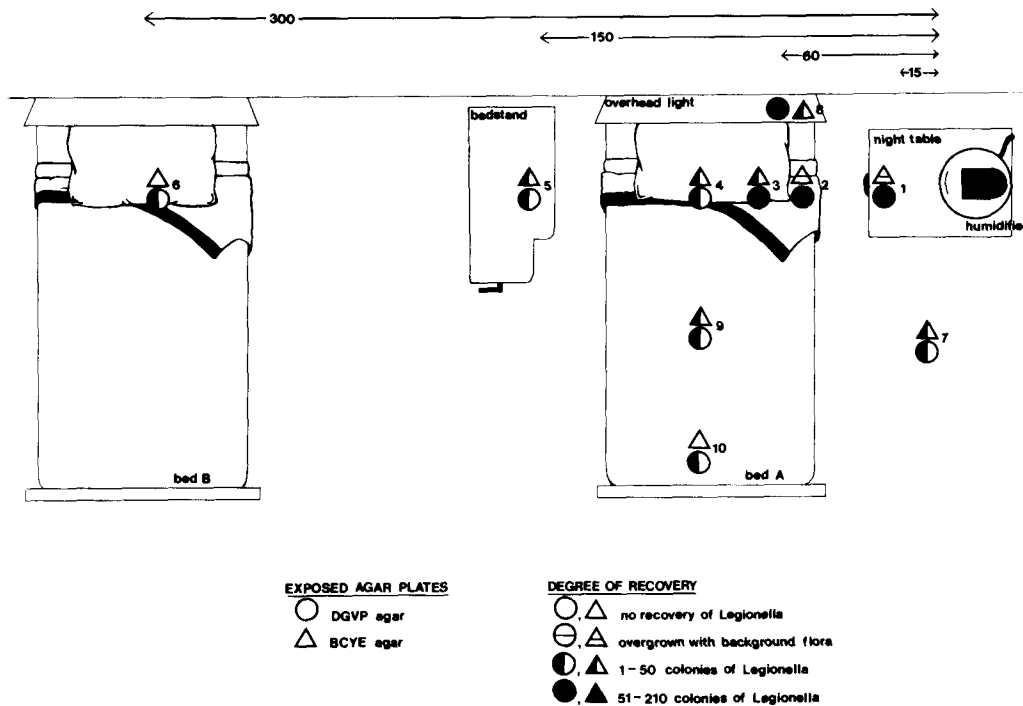 300
150
60
15
overhead light
8
bedstand
night table
6
5
4
3
2
1
humidifie
9
7
10
bed B
bed A
EXPOSED AGAR PLATES
DGVP agar
BCYE agar
DEGREE OF RECOVERY
, no recovery of Legionella
, overgrown with background flora
, 1-50 colonies of Legionella
, 51-210 colonies of Legionella